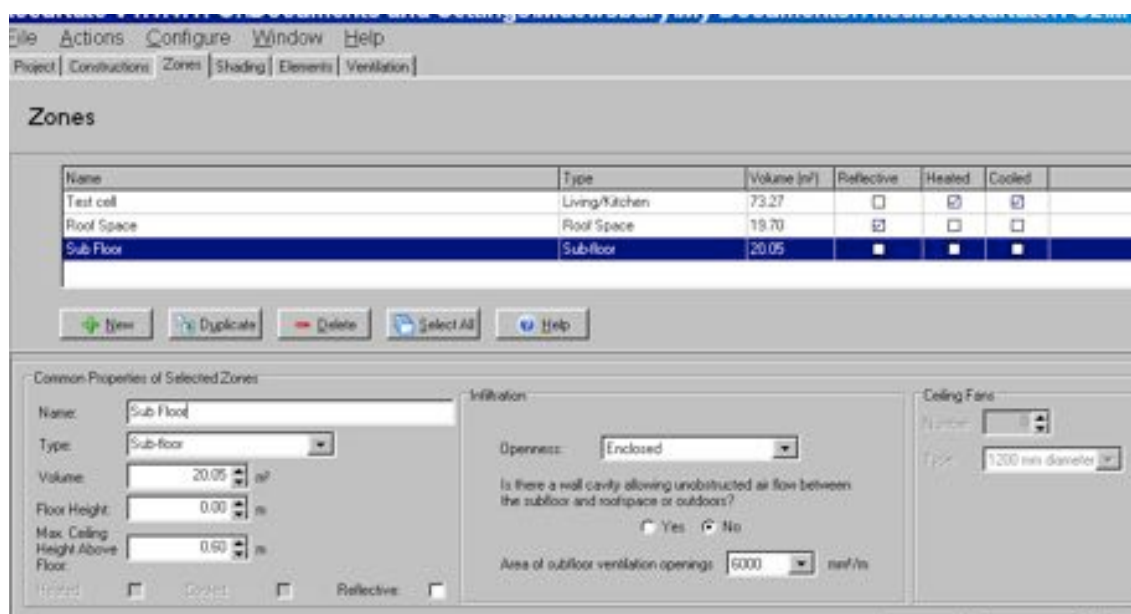 File Actions Configure Window Help
Project Constructions Zones Shading Elements Ventilation
Zones
Name Type Volume (m³) Reflective Heated Cooled
Test cell Living/Kitchen 73.27
Roof Space Roof Space 19.70
Sub Floor Sub-floor 20.05
New Duplicate Delete Select All Help
Common Properties of Selected Zones
Name: Sub Floor
Type: Sub-floor
Volume: 20.05 m³
Floor Height: 0.00 m
Max. Ceiling
Height Above
Floor: 0.60 m
Heated Cooled Reflective:
Infiltration
Openness: Enclosed
Is there a wall cavity allowing unobstructed air flow between
the subfloor and roofspace or outdoors?
Yes No
Area of subfloor ventilation openings 6000 mm²/m
Ceiling Fans
Number: 0
Type: 1200 mm diameter